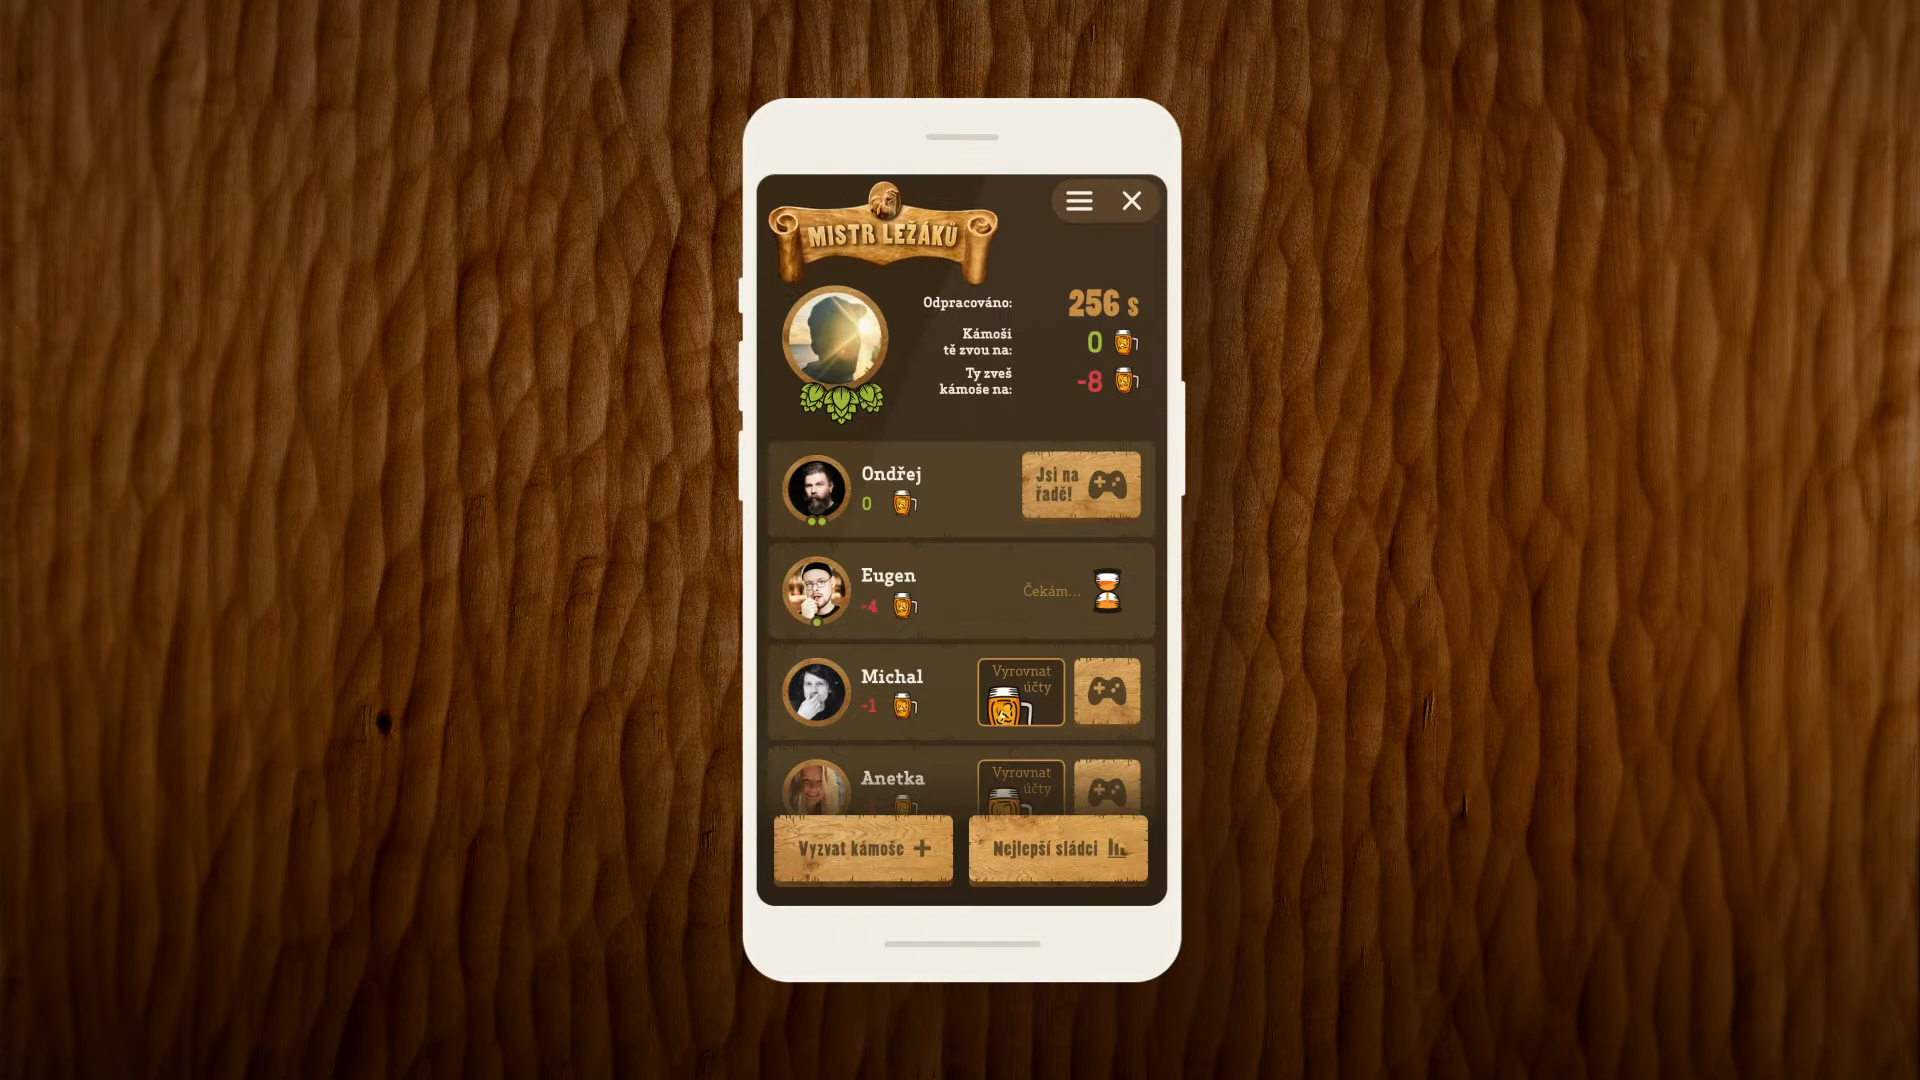 MISTR LEŽÁKŮ
Odpracováno:
256 s
Kámoši
tě zvou na:
0
Ty zveš
kámoše na:
-8
Ondřej
0
Jsi na
řadě!
Eugen
-4
Čekám...
Michal
-1
Vyrovnat
účty
Anetka
Vyrovnat
účty
Vyzvat kámoše +
Nejlepší sládci